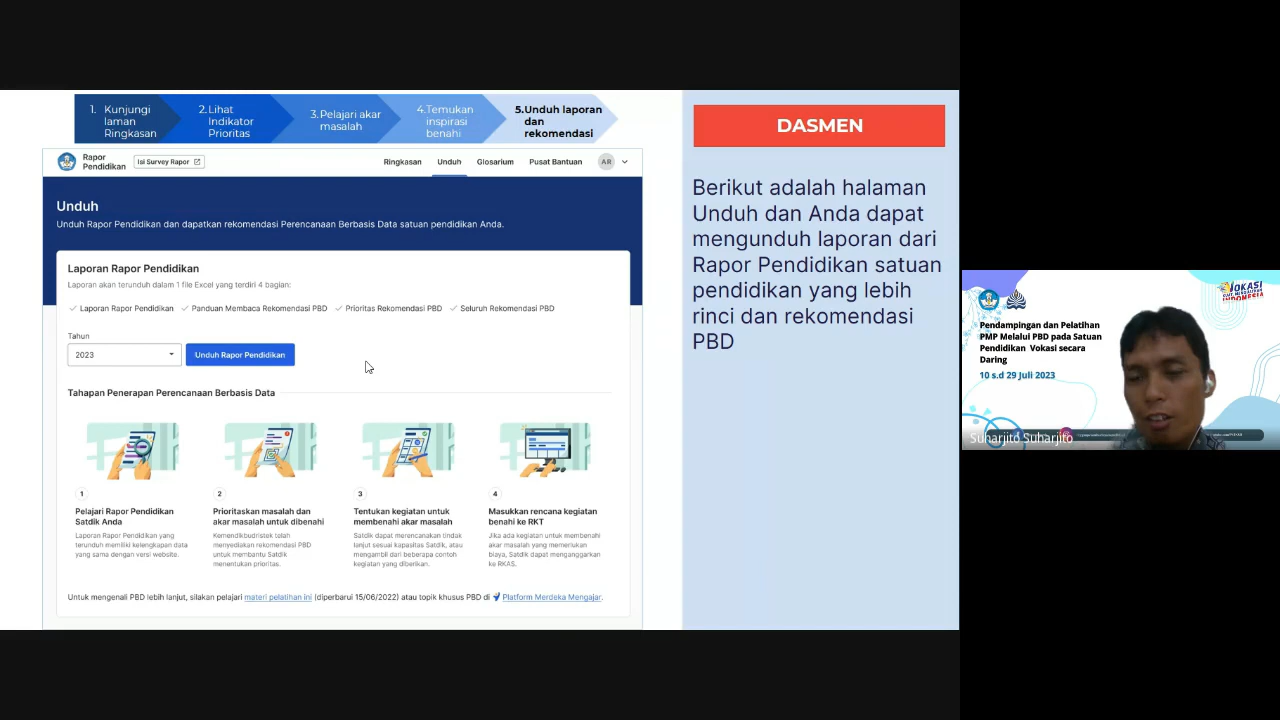 1. Kunjungi
laman
Ringkasan
2.Lihat
Indikator
Prioritas
3.Pelajari akar
masalah
4.Temukan
inspirasi
benahi
5.Unduh laporan
dan
rekomendasi
Rapor
Pendidikan
Isi Survey Rapor
Ringkasan
Unduh
Glosarium
Pusat Bantuan
AR
Unduh
Unduh Rapor Pendidikan dan dapatkan rekomendasi Perencanaan Berbasis Data satuan pendidikan Anda.
Laporan Rapor Pendidikan
Laporan akan terunduh dalam 1 file Excel yang terdiri 4 bagian:
Laporan Rapor Pendidikan
Panduan Membaca Rekomendasi PBD
Prioritas Rekomendasi PBD
Seluruh Rekomendasi PBD
Tahun
2023
Unduh Rapor Pendidikan
Tahapan Penerapan Perencanaan Berbasis Data
1
Pelajari Rapor Pendidikan
Satdik Anda
Laporan Rapor Pendidikan yang
terunduh memiliki kelengkapan data
yang sama dengan versi website.
2
Prioritaskan masalah dan
akar masalah untuk dibenahi
Kemendikbudristek telah
menyediakan rekomendasi PBD
untuk membantu Satdik
menentukan prioritas.
3
Tentukan kegiatan untuk
membenahi akar masalah
Satdik dapat merencanakan tindak
lanjut sesuai kapasitas Satdik, atau
mengambil dari beberapa contoh
kegiatan yang diberikan.
4
Masukkan rencana kegiatan
benahi ke RKT
Jika ada kegiatan untuk membenahi
akar masalah yang memerlukan
biaya, Satdik dapat menganggarkan
ke RKAS.
Untuk mengenali PBD lebih lanjut, silakan pelajari materi pelatihan ini (diperbarui 15/06/2022) atau topik khusus PBD di Platform Merdeka Mengajar.
DASMEN
Berikut adalah halaman
Unduh dan Anda dapat
mengunduh laporan dari
Rapor Pendidikan satuan
pendidikan yang lebih
rinci dan rekomendasi
PBD
Pendampingan dan Pelatihan
PMP Melalui PBD pada Satuan
Pendidikan Vokasi secara
Daring
10 s.d 29 Juli 2023
Suharjito Suharjito